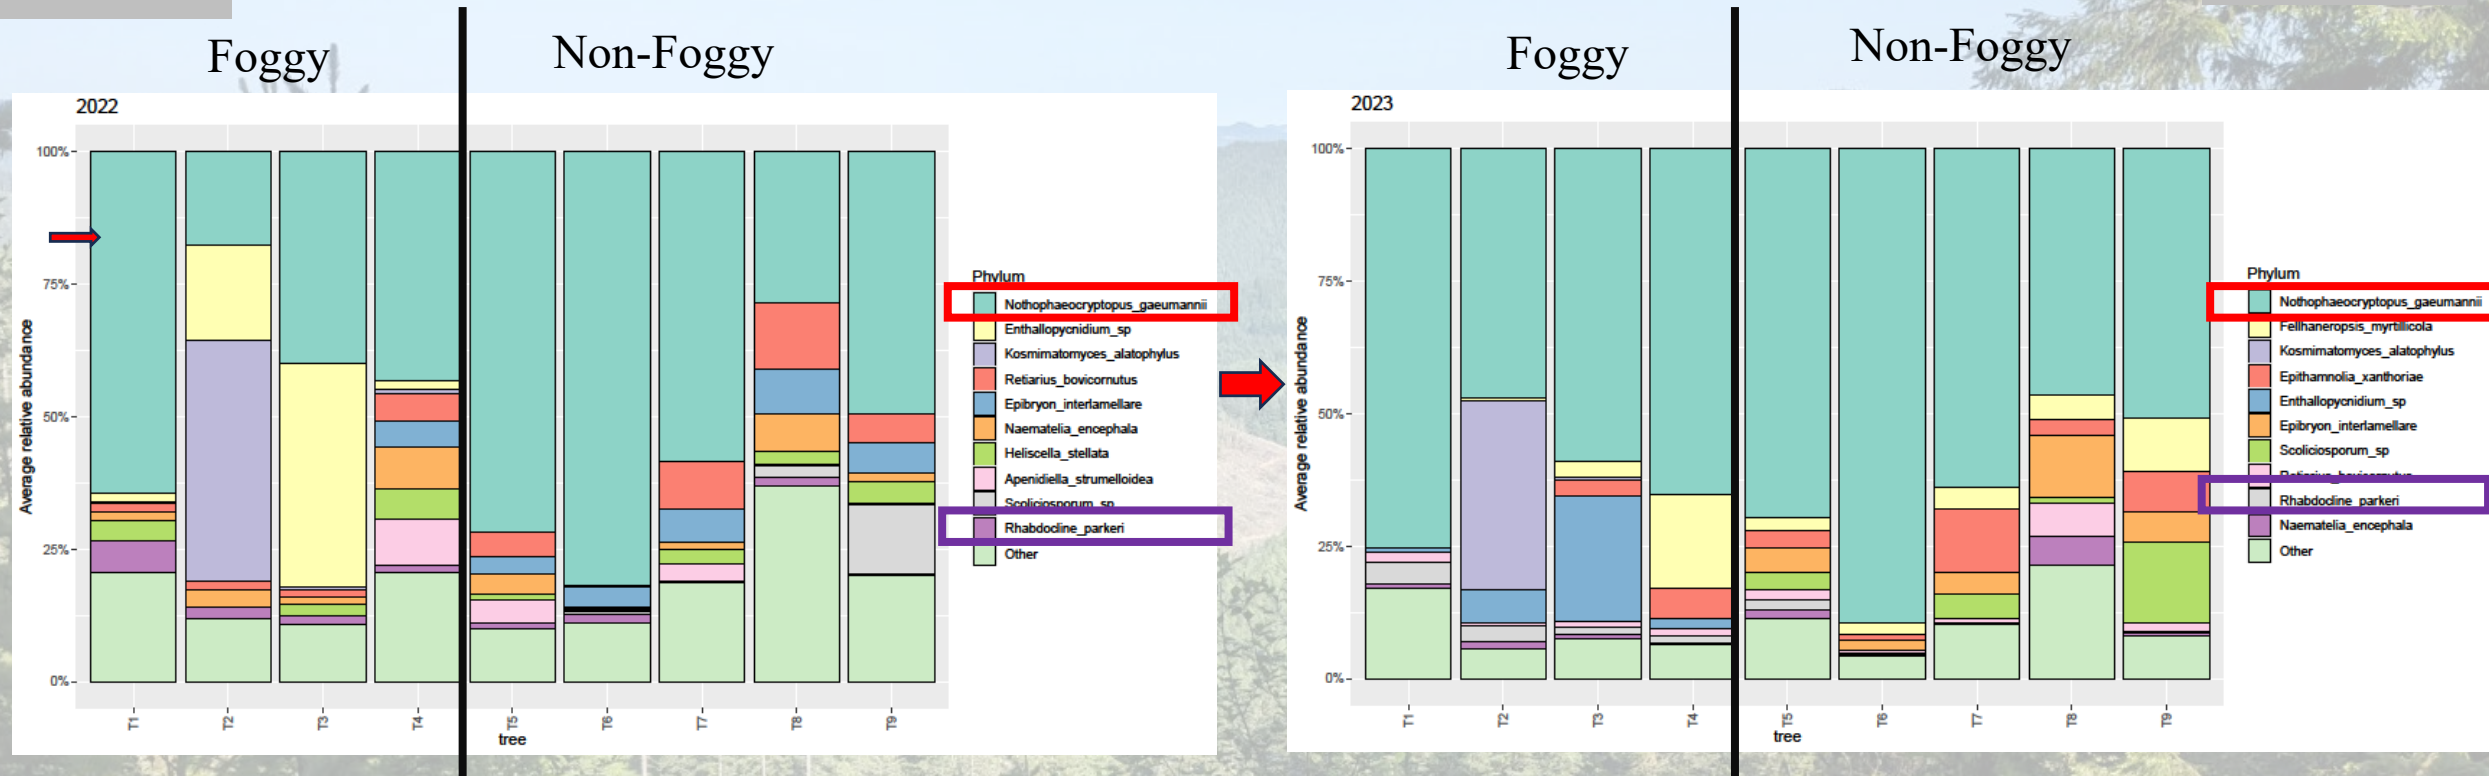 Foggy
Non-Foggy
2022
100%
75%
50%
25%
0%
Average relative abundance
T1
T2
T3
T4
T5
T6
T7
T8
T9
tree
Phylum
Nothophaeocryptopus_gaeumannii
Enthallopycnidium_sp
Kosmimatomyces_alatophylus
Retiarius_bovicornutus
Epibryon_interlamellare
Naematelia_encephala
Heliscella_stellata
Apenidiella_strumelloidea
Scoliciosporum_sp
Rhabdocline_parkeri
Other
Foggy
Non-Foggy
2023
100%
75%
50%
25%
0%
Average relative abundance
T1
T2
T3
T4
T5
T6
T7
T8
T9
tree
Phylum
Nothophaeocryptopus_gaeumannii
Fellhaneropsis_myrtillicola
Kosmimatomyces_alatophylus
Epithamnolia_xanthoriae
Enthallopycnidium_sp
Epibryon_interlamellare
Scoliciosporum_sp
Retiarius_bovicornutus
Rhabdocline_parkeri
Naematelia_encephala
Other